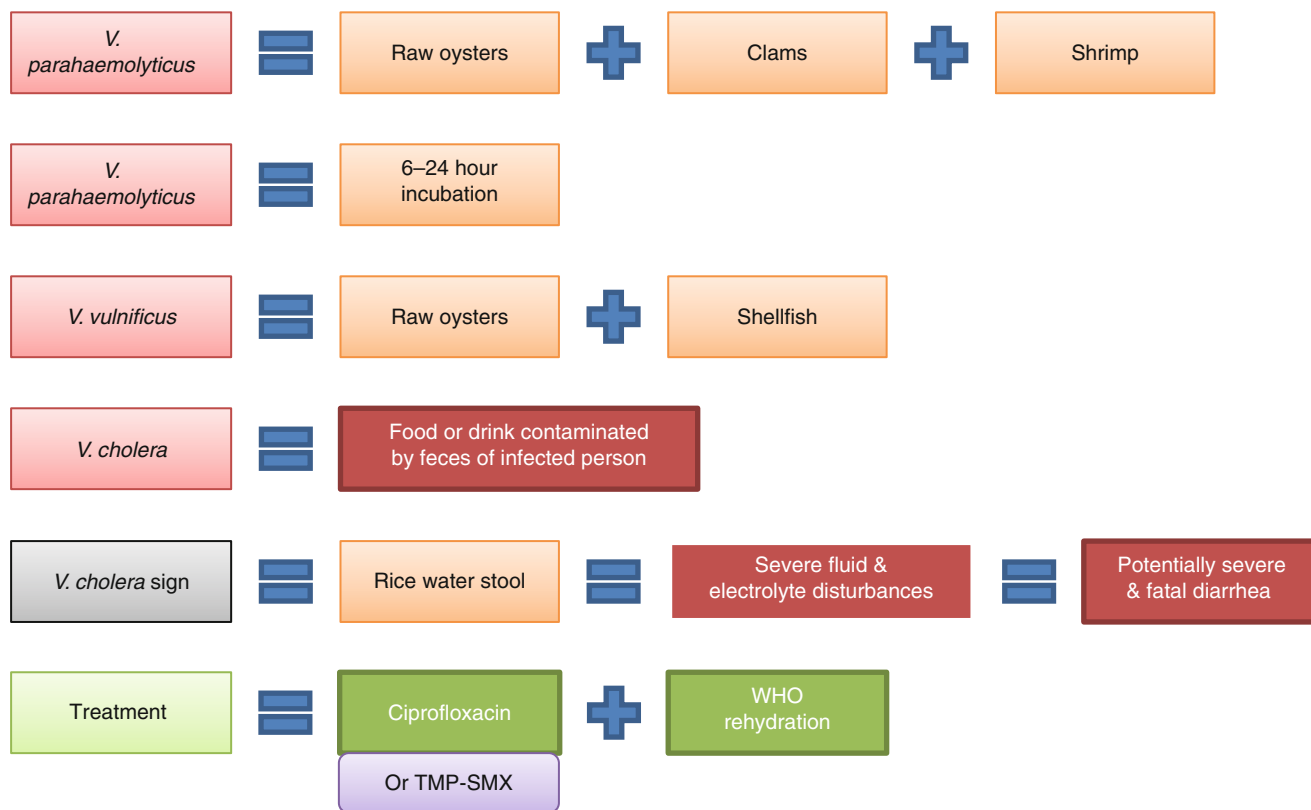 V.
parahaemolyticus
Raw oysters
Clams
Shrimp
V.
parahaemolyticus
6–24 hour
incubation
V. vulnificus
Raw oysters
Shellfish
V. cholera
Food or drink contaminated
by feces of infected person
V. cholera sign
Rice water stool
Severe fluid &
electrolyte disturbances
Potentially severe
& fatal diarrhea
Treatment
Ciprofloxacin
WHO
rehydration
Or TMP-SMX